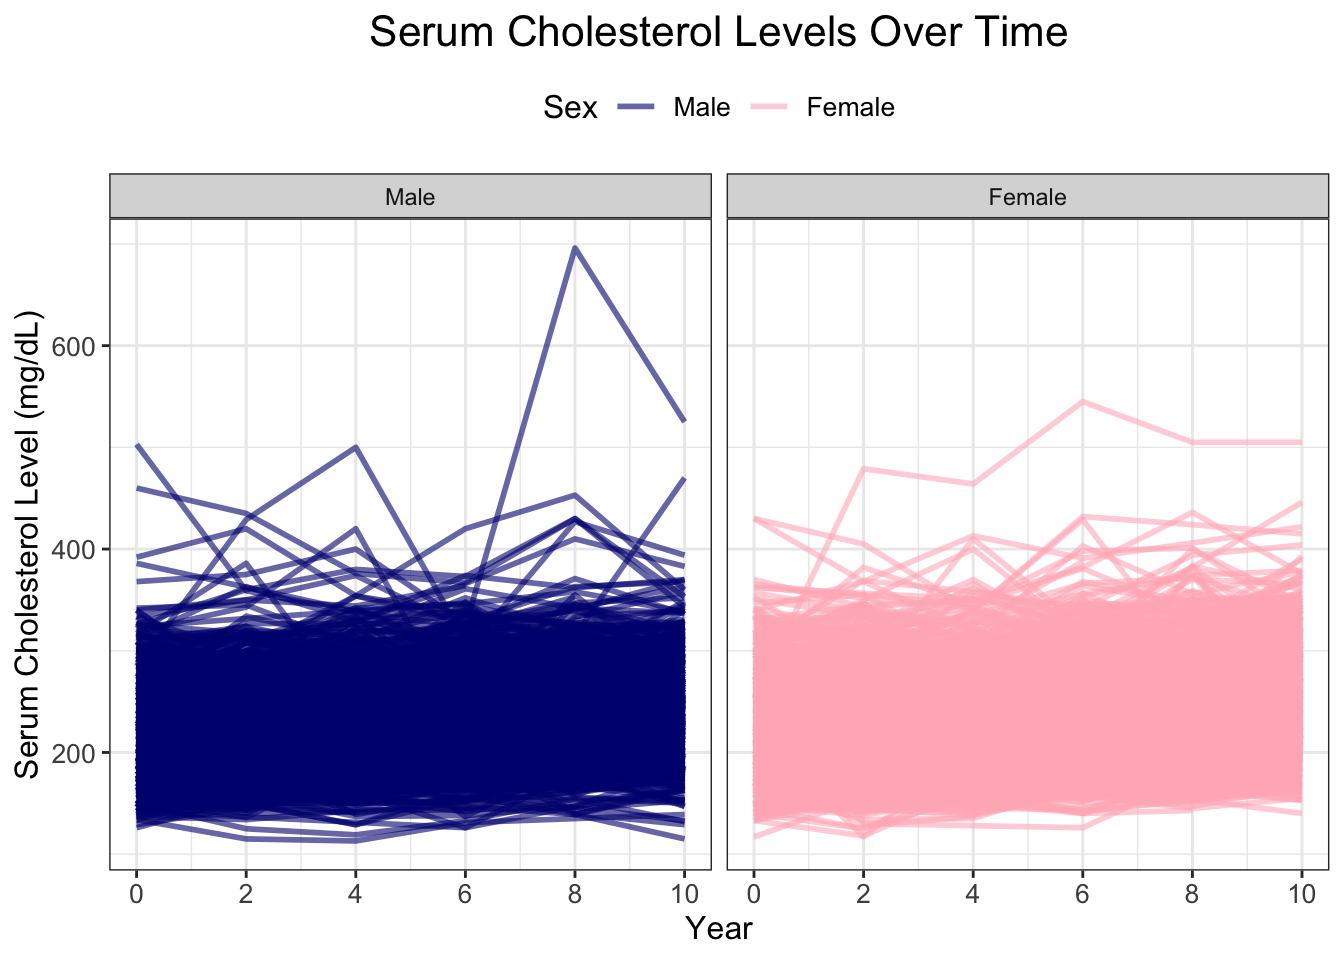 Serum Cholesterol Levels Over Time
Sex Male Female
Male Female
Serum Cholesterol Level (mg/dL)
600
400
200
0 2 4 6 8 10 0 2 4 6 8 10
Year